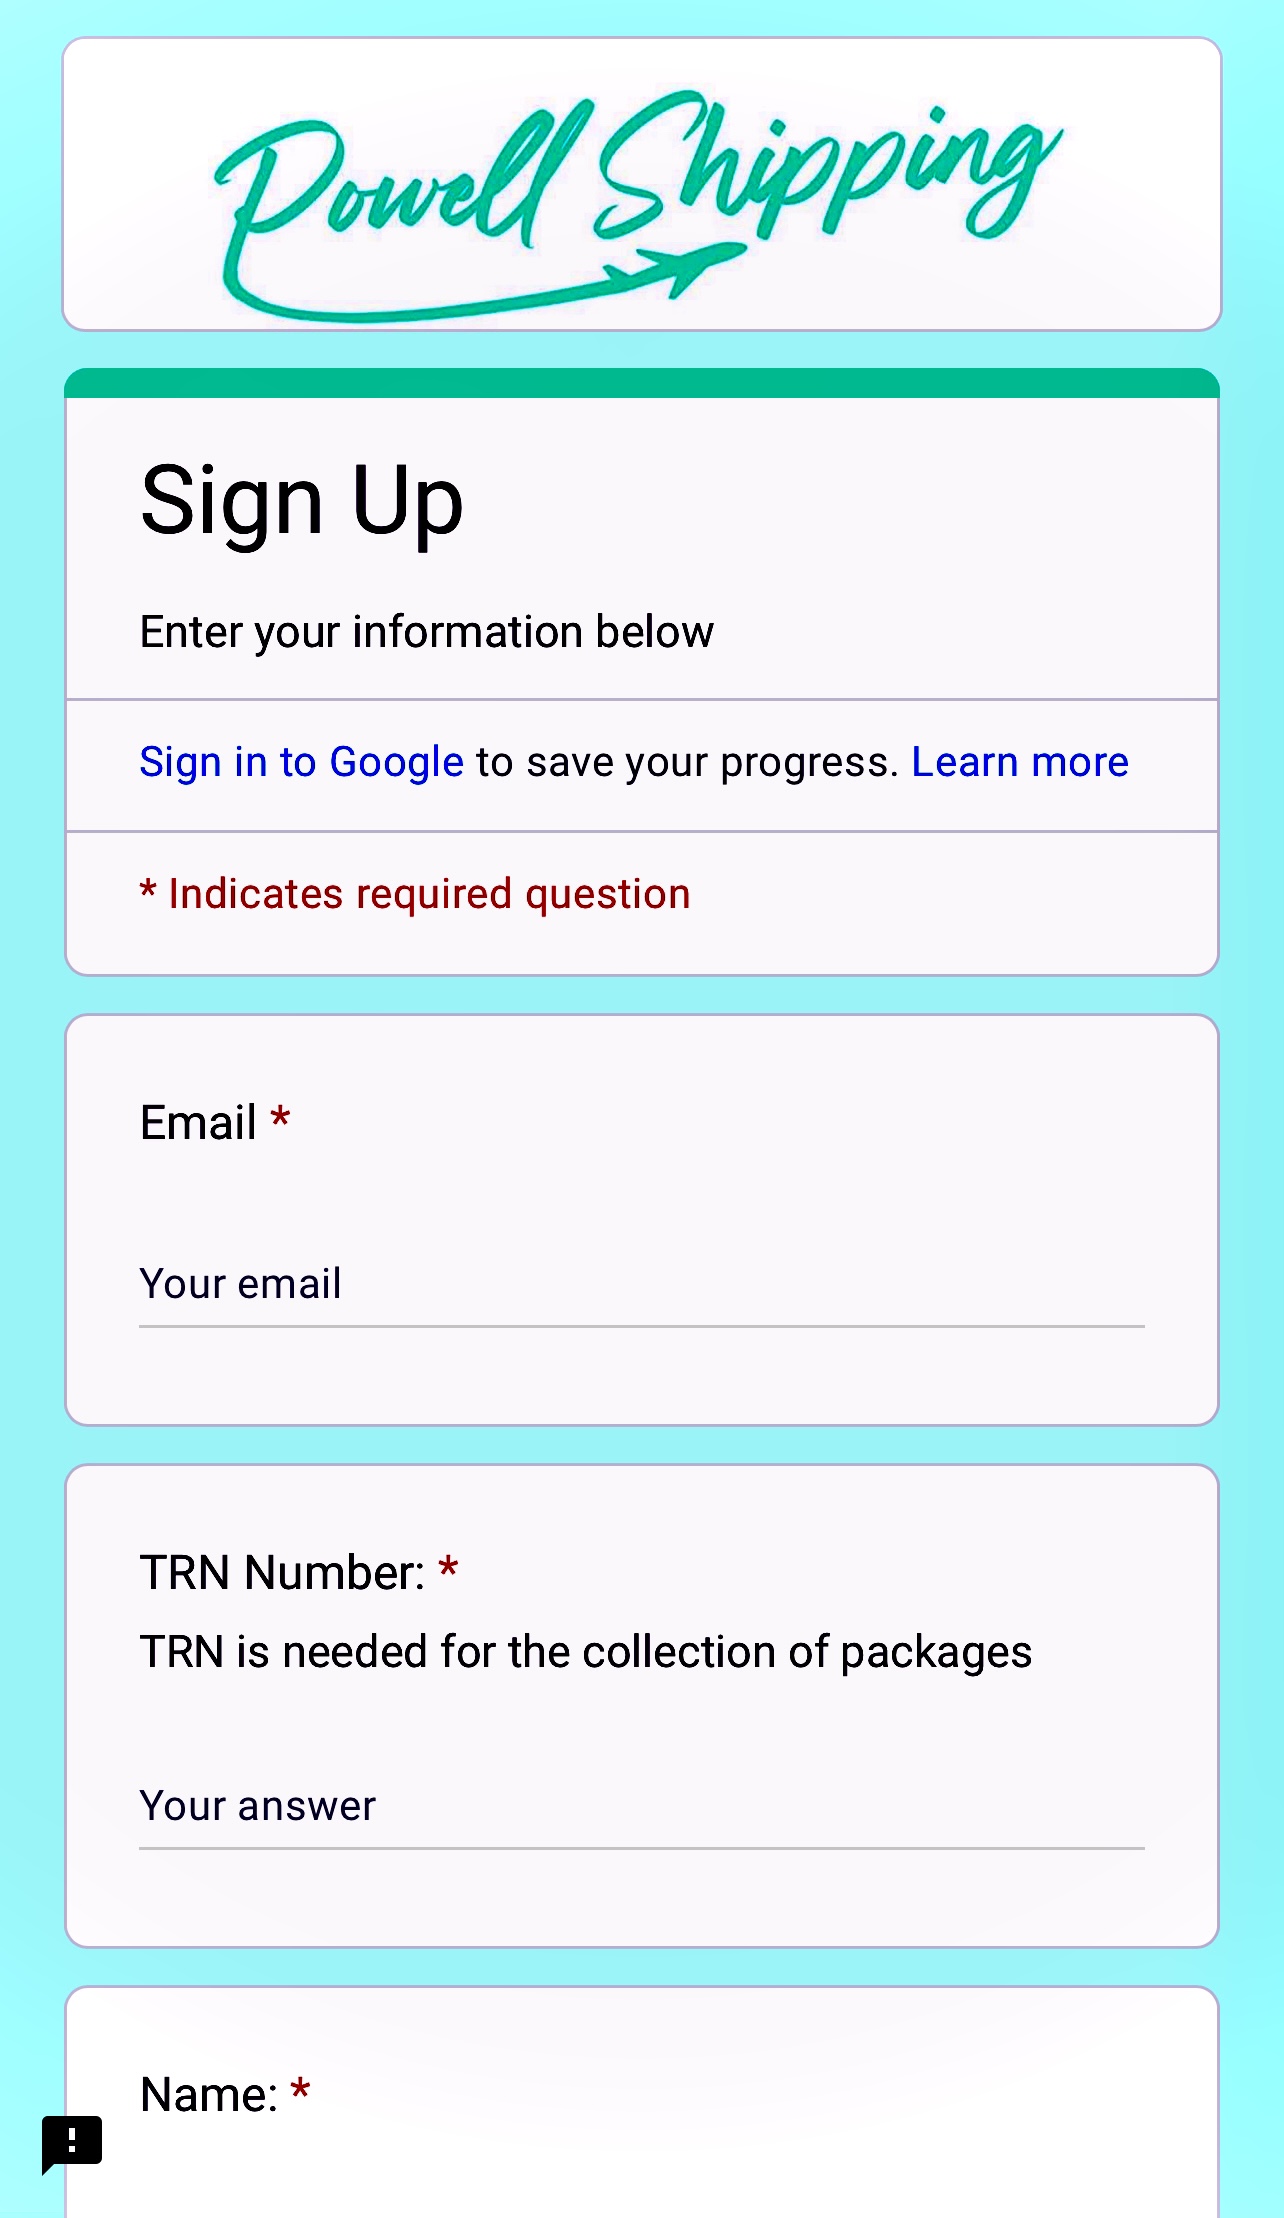 Powell Shipping
Sign Up
Enter your information below
Sign in to Google to save your progress. Learn more
* Indicates required question
Email *
Your email
TRN Number: *
TRN is needed for the collection of packages
Your answer
Name: *